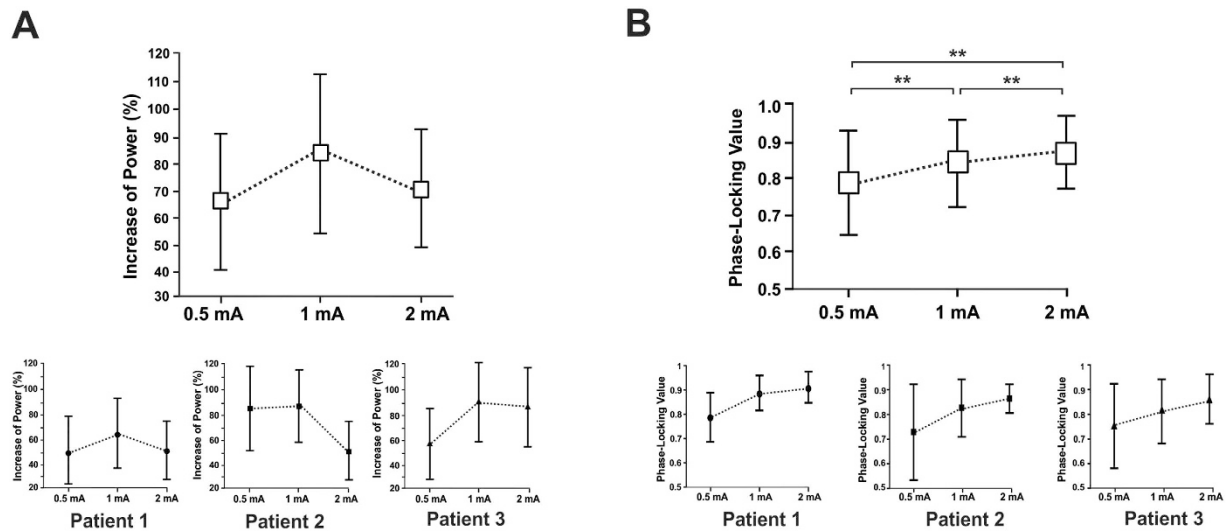 A
Increase of Power (%)
120
110
100
90
80
70
60
50
40
30
0.5 mA 1 mA 2 mA
B
** 
** **
Phase-Locking Value
1.0
0.9
0.8
0.7
0.6
0.5
0.5 mA 1 mA 2 mA
Increase of Power (%)
120
100
80
60
40
20
0.5 mA 1 mA 2 mA
Patient 1
Increase of Power (%)
120
100
80
60
40
20
0.5 mA 1 mA 2 mA
Patient 2
Increase of Power (%)
120
100
80
60
40
20
0.5 mA 1 mA 2 mA
Patient 3
Phase-Locking Value
1
0.9
0.8
0.7
0.6
0.5
0.5 mA 1 mA 2 mA
Patient 1
Phase-Locking Value
1
0.9
0.8
0.7
0.6
0.5
0.5 mA 1 mA 2 mA
Patient 2
Phase-Locking Value
1
0.9
0.8
0.7
0.6
0.5
0.5 mA 1 mA 2 mA
Patient 3